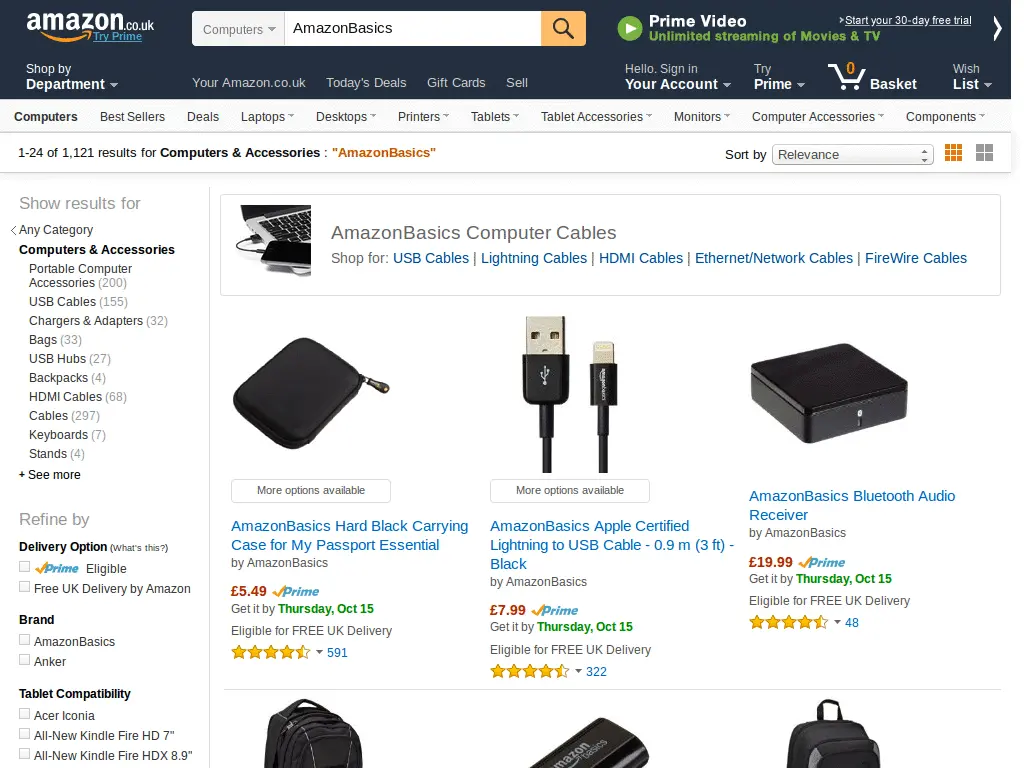 amazon.co.uk
Try Prime
Computers
AmazonBasics
Prime Video
Unlimited streaming of Movies & TV
Start your 30-day free trial
Shop by
Department
Your Amazon.co.uk
Today's Deals
Gift Cards
Sell
Hello. Sign in
Your Account
Try
Prime
0
Basket
Wish
List
Computers
Best Sellers
Deals
Laptops
Desktops
Printers
Tablets
Tablet Accessories
Monitors
Computer Accessories
Components
1-24 of 1,121 results for Computers & Accessories : "AmazonBasics"
Sort by
Relevance
Show results for
Any Category
Computers & Accessories
Portable Computer
Accessories (200)
USB Cables (155)
Chargers & Adapters (32)
Bags (33)
USB Hubs (27)
Backpacks (4)
HDMI Cables (68)
Cables (297)
Keyboards (7)
Stands (4)
+ See more
Refine by
Delivery Option (What's this?)
Prime Eligible
Free UK Delivery by Amazon
Brand
AmazonBasics
Anker
Tablet Compatibility
Acer Iconia
All-New Kindle Fire HD 7"
All-New Kindle Fire HDX 8.9"
AmazonBasics Computer Cables
Shop for: USB Cables | Lightning Cables | HDMI Cables | Ethernet/Network Cables | FireWire Cables
More options available
AmazonBasics Hard Black Carrying
Case for My Passport Essential
by AmazonBasics
£5.49 Prime
Get it by Thursday, Oct 15
Eligible for FREE UK Delivery
591
More options available
AmazonBasics Apple Certified
Lightning to USB Cable - 0.9 m (3 ft) -
Black
by AmazonBasics
£7.99 Prime
Get it by Thursday, Oct 15
Eligible for FREE UK Delivery
322
AmazonBasics Bluetooth Audio
Receiver
by AmazonBasics
£19.99 Prime
Get it by Thursday, Oct 15
Eligible for FREE UK Delivery
48
amazon
basics